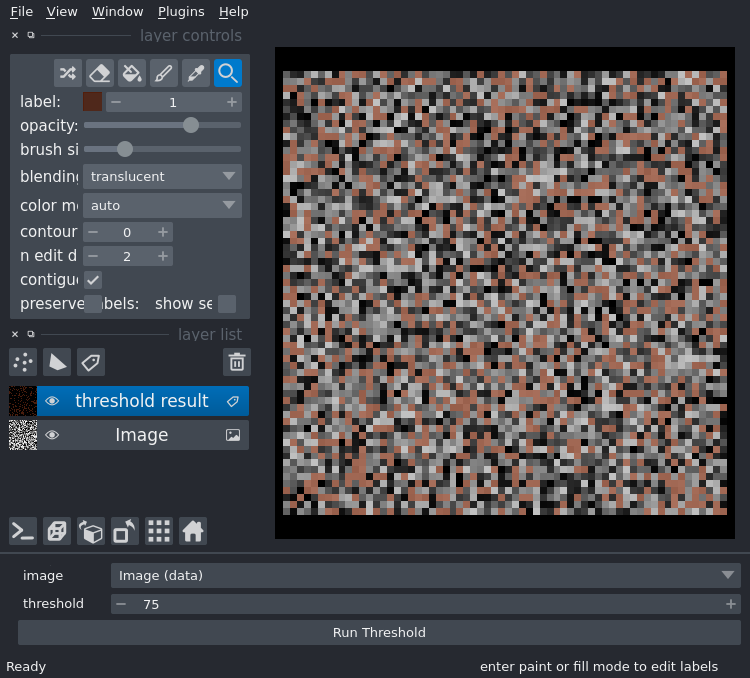 File View Window Plugins Help
layer controls
label: 1
opacity:
brush si
blending translucent
color m auto
contour 0
n edit d 2
contigu
preserve abels: show se
layer list
threshold result
Image
image Image (data)
threshold 75
Run Threshold
Ready enter paint or fill mode to edit labels